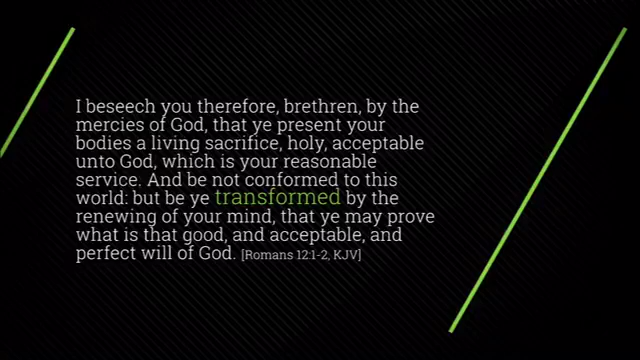 I beseech you therefore, brethren, by the
mercies of God, that ye present your
bodies a living sacrifice, holy, acceptable
unto God, which is your reasonable
service. And be not conformed to this
world: but be ye transformed by the
renewing of your mind, that ye may prove
what is that good, and acceptable, and
perfect will of God. [Romans 12:1-2, KJV]